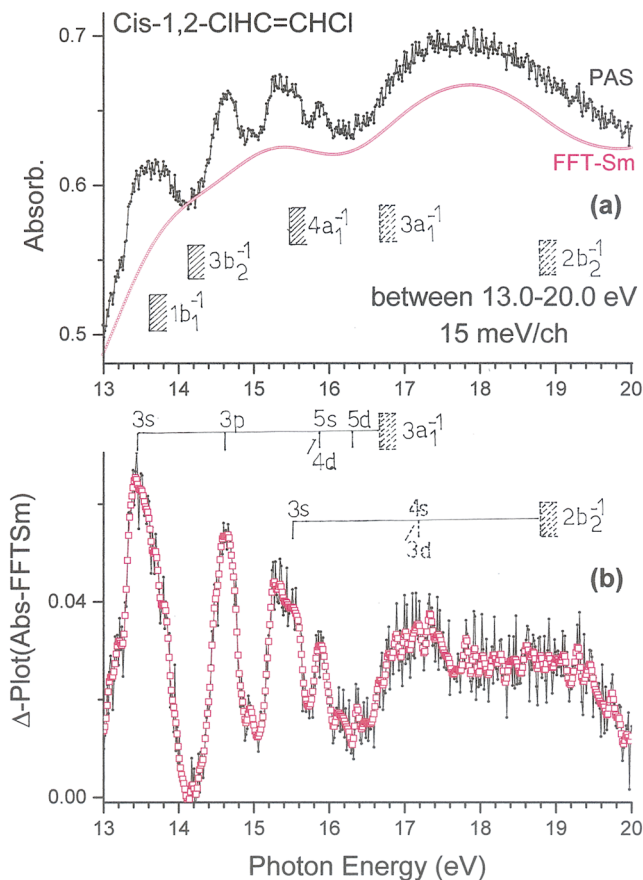 Cis-1,2-ClHC=CHCl
0.7
PAS
FFT-Sm
0.6
(a)
4a₁⁻¹
3a₁⁻¹
3b₂⁻¹
2b₂⁻¹
1b₁⁻¹
between 13.0-20.0 eV
15 meV/ch
0.5
Absorb.
13 14 15 16 17 18 19 20
3s 3p 5s 5d
4d
3a₁⁻¹
3s 4s
3d
2b₂⁻¹
(b)
0.04
0.00
Δ-Plot(Abs-FFTSm)
13 14 15 16 17 18 19 20
Photon Energy (eV)